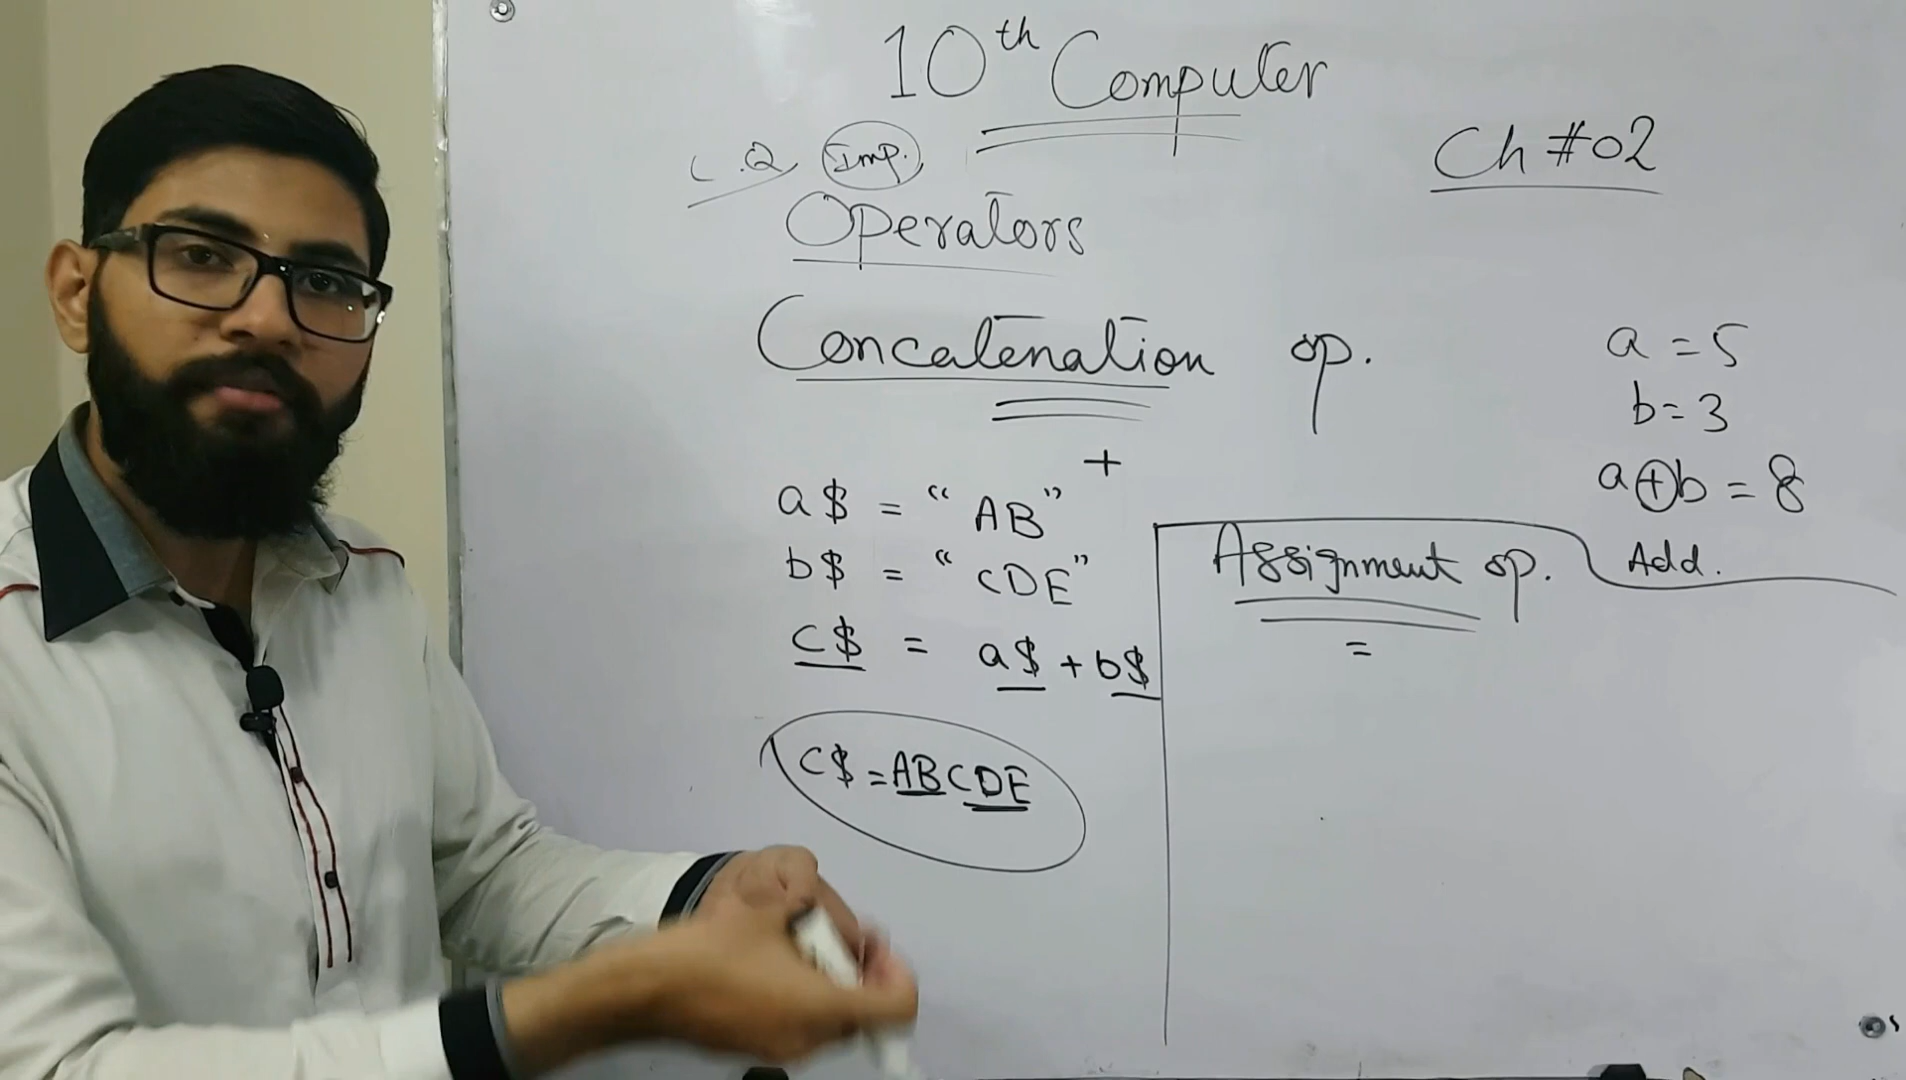 10th Computer
Ch #02
L.Q Imp.
Operators
Concatenation op.
+
a$ = "AB"
b$ = "CDE"
c$ = a$ + b$
c$ = ABCDE
a = 5
b = 3
a + b = 8
Add.
Assignment op.
=